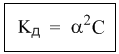 Kд = α²C